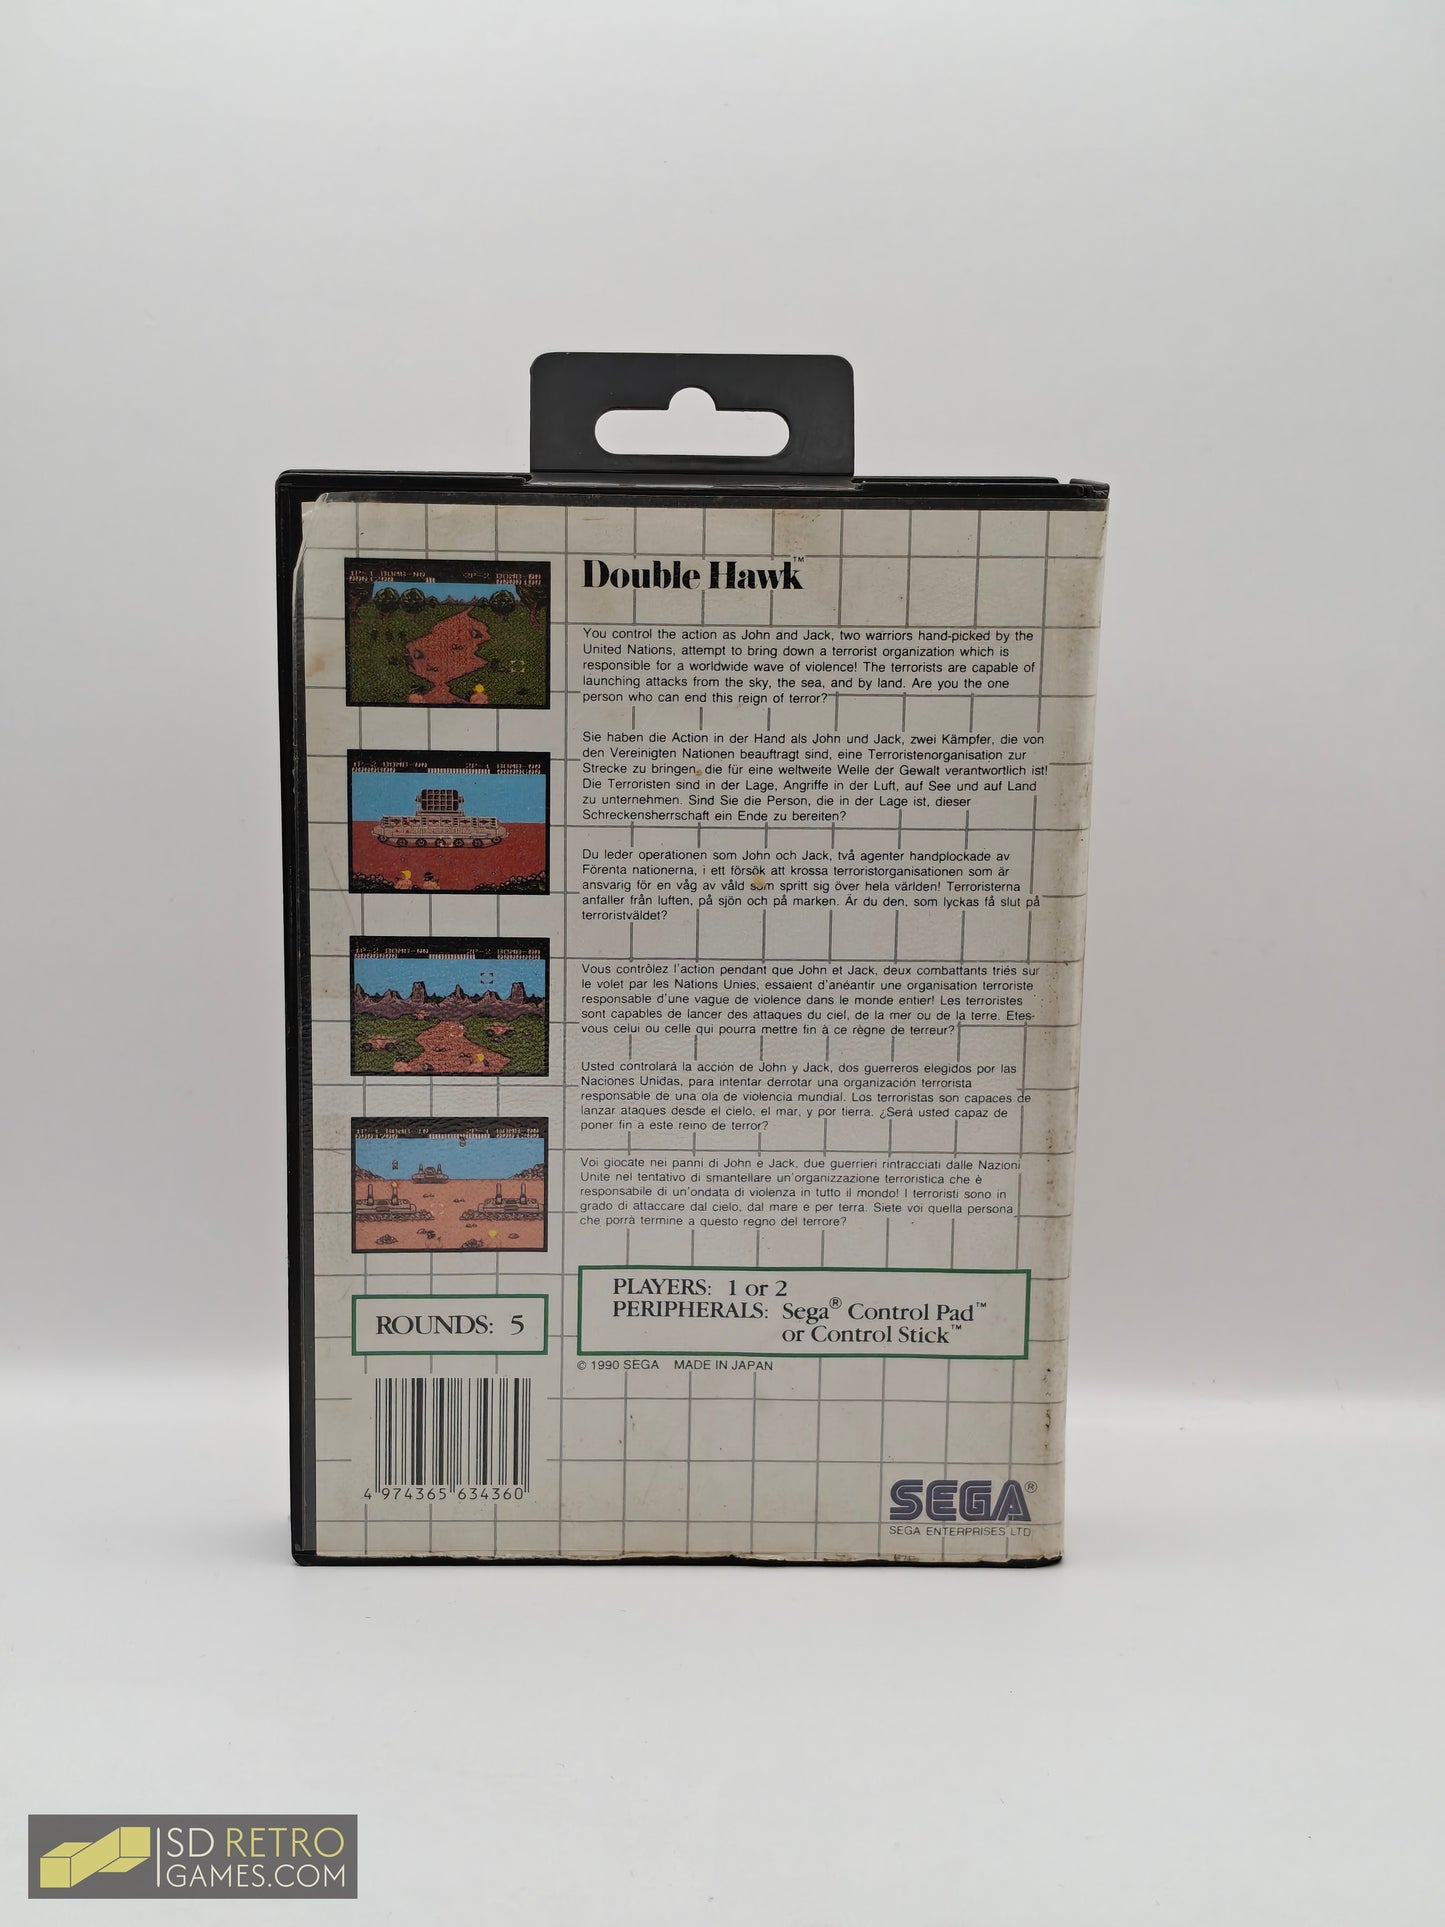 Double Hawk™
You control the action as John and Jack, two warriors hand-picked by the
United Nations, attempt to bring down a terrorist organization which is
responsible for a worldwide wave of violence! The terrorists are capable of
launching attacks from the sky, the sea, and by land. Are you the one
person who can end this reign of terror?
Sie haben die Action in der Hand als John und Jack, zwei Kämpfer, die von
den Vereinigten Nationen beauftragt sind, eine Terroristenorganisation zur
Strecke zu bringen, die für eine weltweite Welle der Gewalt verantwortlich ist!
Die Terroristen sind in der Lage, Angriffe in der Luft, auf See und auf Land
zu unternehmen. Sind Sie die Person, die in der Lage ist, dieser
Schreckensherrschaft ein Ende zu bereiten?
Du leder operationen som John och Jack, två agenter handplockade av
Förenta nationerna, i ett försök att krossa terroristorganisationen som är
ansvarig för en våg av våld som spritt sig över hela världen! Terroristerna
anfaller från luften, på sjön och på marken. Är du den, som lyckas få slut på
terroristväldet?
Vous contrôlez l'action pendant que John et Jack, deux combattants triés sur
le volet par les Nations Unies, essaient d'anéantir une organisation terroriste
responsable d'une vague de violence dans le monde entier! Les terroristes
sont capables de lancer des attaques du ciel, de la mer ou de la terre. Etes-
vous celui ou celle qui pourra mettre fin à ce règne de terreur?
Usted controlará la acción de John y Jack, dos guerreros elegidos por las
Naciones Unidas, para intentar derrotar una organización terrorista
responsable de una ola de violencia mundial. Los terroristas son capaces de
lanzar ataques desde el cielo, el mar, y por tierra. ¿Será usted capaz de
poner fin a este reino de terror?
Voi giocate nei panni di John e Jack, due guerrieri rintracciati dalle Nazioni
Unite nel tentativo di smantellare un'organizzazione terroristica che è
responsabile di un'ondata di violenza in tutto il mondo! I terroristi sono in
grado di attaccare dal cielo, dal mare e per terra. Siete voi quella persona
che porrà termine a questo regno del terrore?
ROUNDS: 5
PLAYERS: 1 or 2
PERIPHERALS: Sega® Control Pad™
or Control Stick™
© 1990 SEGA MADE IN JAPAN
4 974365 634360
SEGA®
SEGA ENTERPRISES LTD.
SD RETRO
GAMES.COM